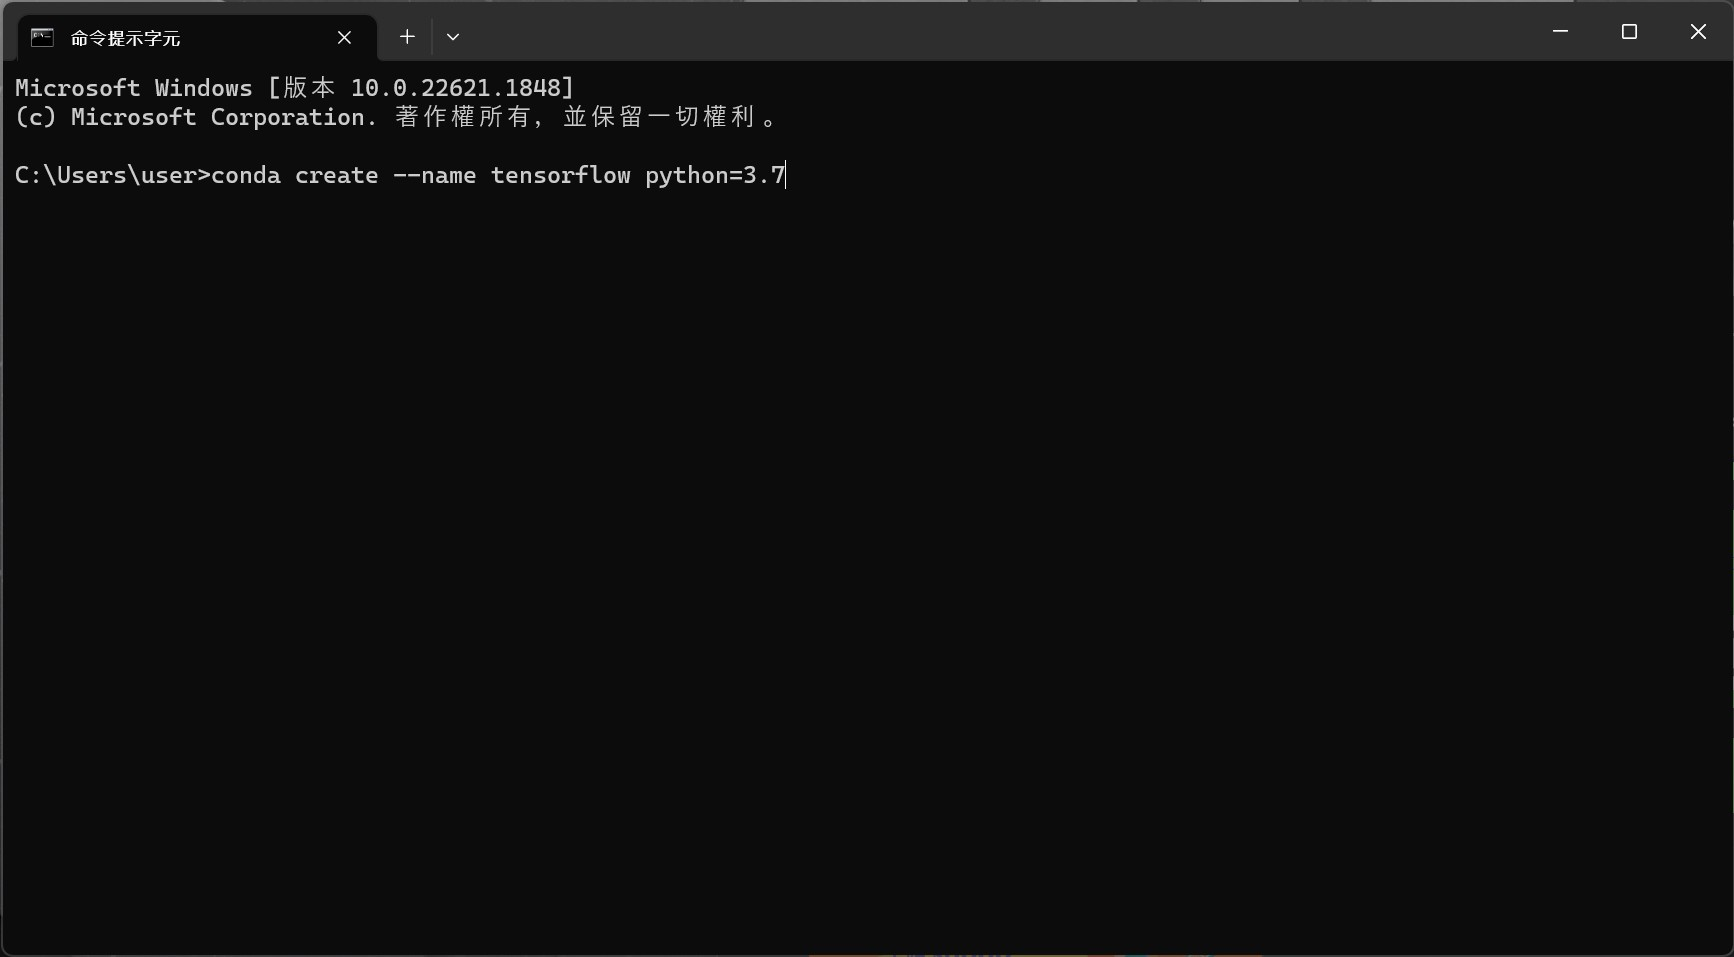 命令提示字元
Microsoft Windows [版本 10.0.22621.1848]
(c) Microsoft Corporation. 著作權所有，並保留一切權利。
C:\Users\user>conda create --name tensorflow python=3.7